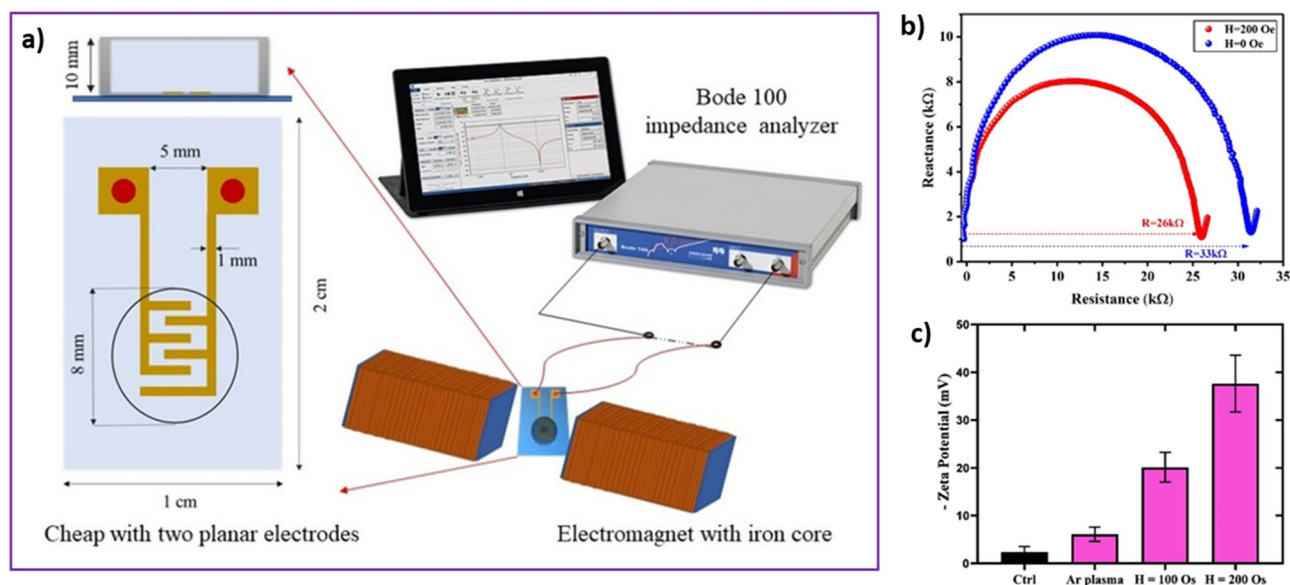 a)
10 mm
5 mm
1 mm
8 mm
2 cm
1 cm
Cheap with two planar electrodes
Bode 100
impedance analyzer
Bode 100
Electromagnet with iron core
b)
H=200 Oe
H=0 Oe
Reactance (kΩ)
10
8
6
4
2
0
R=26kΩ
R=33kΩ
0 5 10 15 20 25 30 35
Resistance (kΩ)
c)
- Zeta Potential (mV)
50
40
30
20
10
0
Ctrl Ar plasma H = 100 Os H = 200 Os